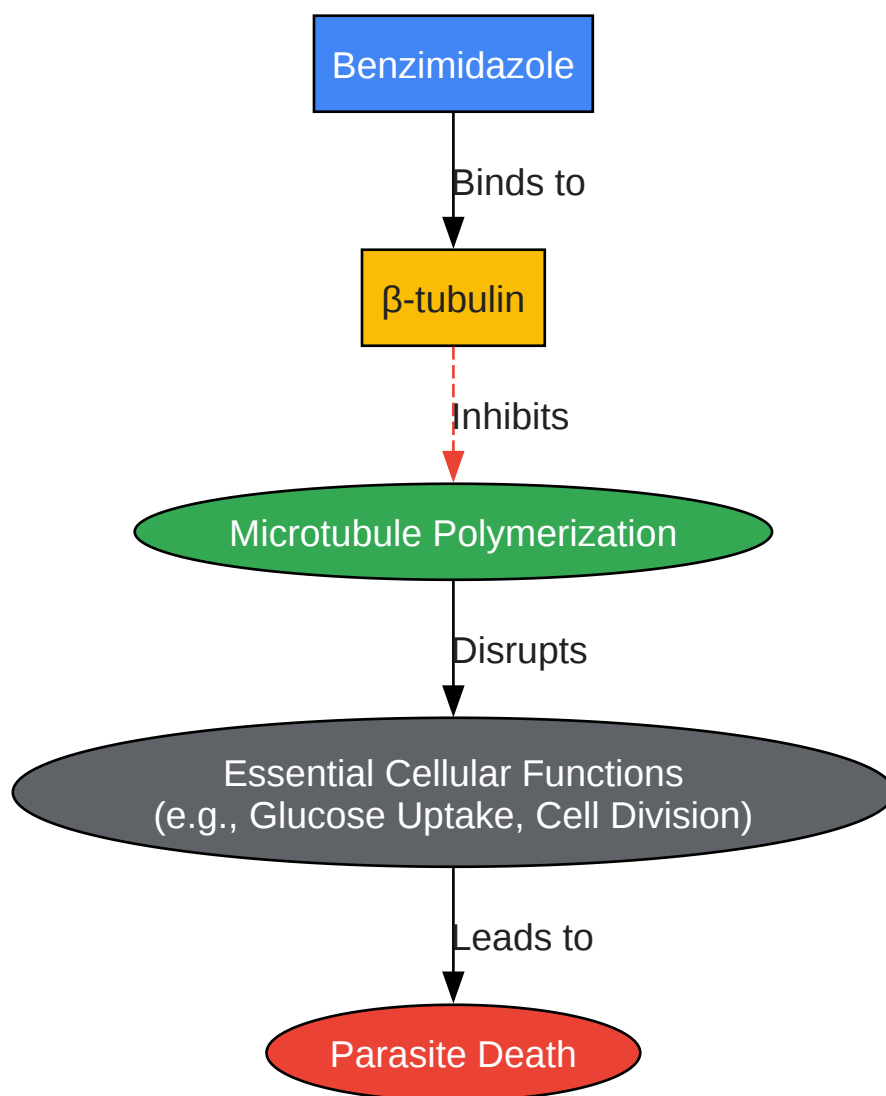 Benzimidazole
Binds to
β-tubulin
Inhibits
Microtubule Polymerization
Disrupts
Essential Cellular Functions
(e.g., Glucose Uptake, Cell Division)
Leads to
Parasite Death